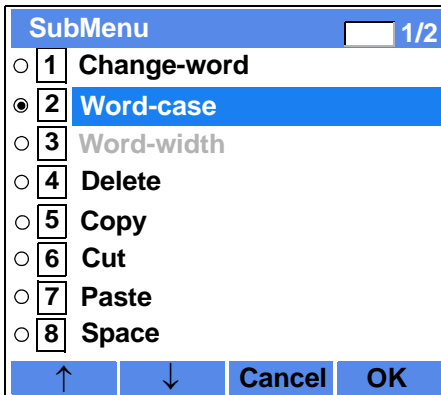 SubMenu 1/2
1 Change-word
2 Word-case
3 Word-width
4 Delete
5 Copy
6 Cut
7 Paste
8 Space
↑ ↓ Cancel OK